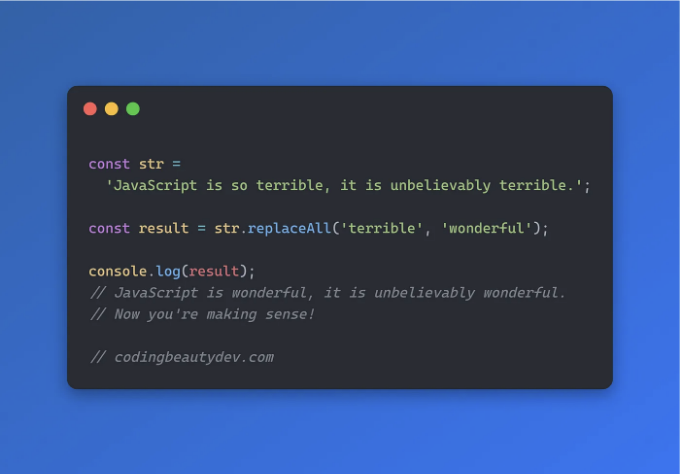 const str =
'JavaScript is so terrible, it is unbelievably terrible.';
const result = str.replaceAll('terrible', 'wonderful');
console.log(result);
// JavaScript is wonderful, it is unbelievably wonderful.
// Now you're making sense!
// codingbeautydev.com